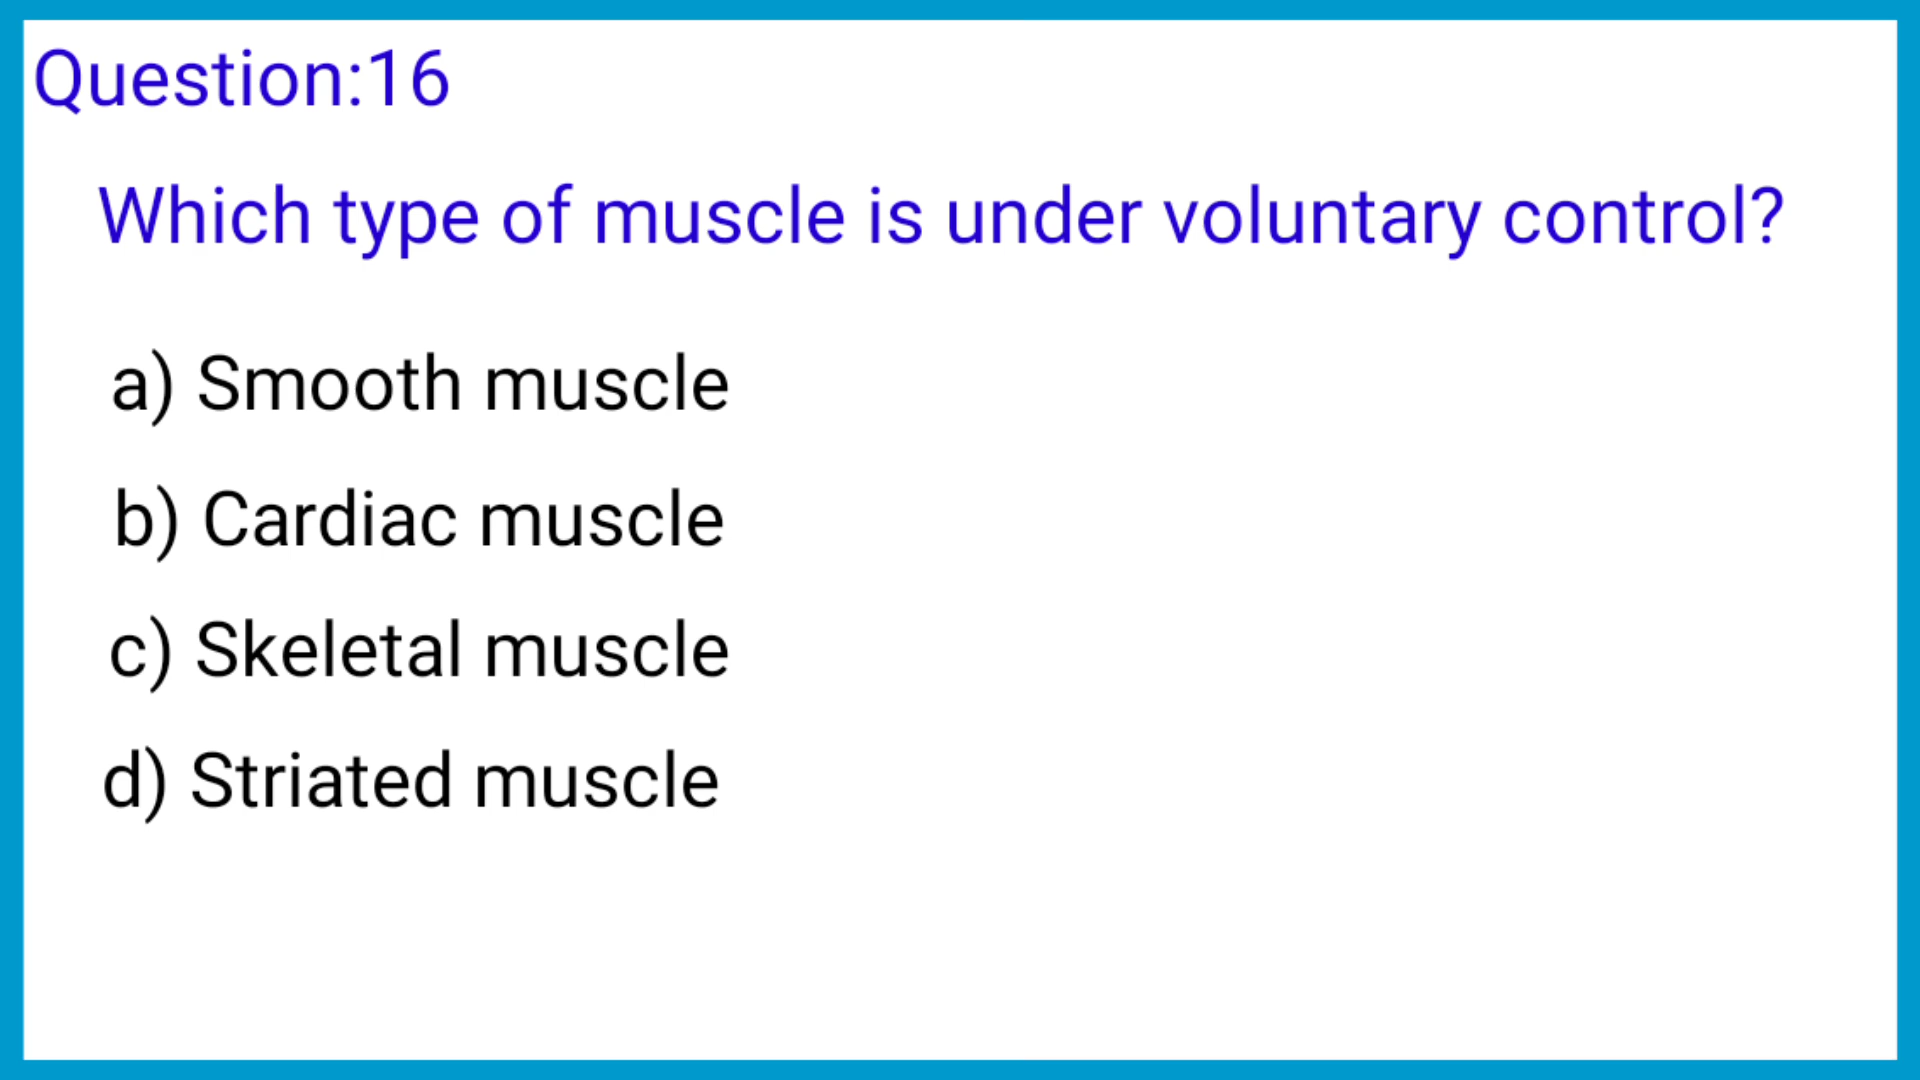 Question:16
Which type of muscle is under voluntary control?
a) Smooth muscle
b) Cardiac muscle
c) Skeletal muscle
d) Striated muscle